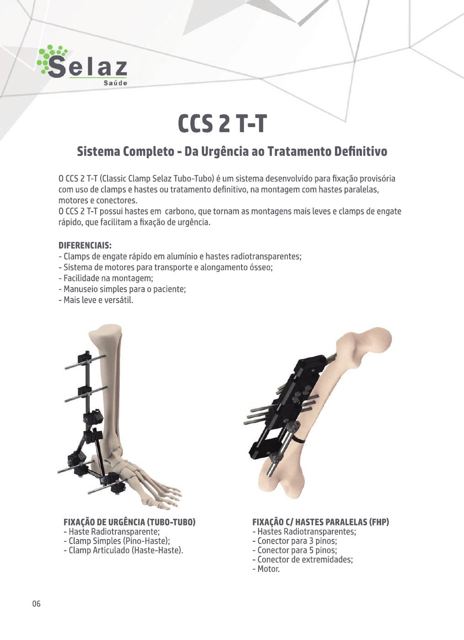 Selaz
Saúde
CCS 2 T-T
Sistema Completo - Da Urgência ao Tratamento Definitivo
O CCS 2 T-T (Classic Clamp Selaz Tubo-Tubo) é um sistema desenvolvido para fixação provisória
com uso de clamps e hastes ou tratamento definitivo, na montagem com hastes paralelas,
motores e conectores.
O CCS 2 T-T possui hastes em carbono, que tornam as montagens mais leves e clamps de engate
rápido, que facilitam a fixação de urgência.
DIFERENCIAIS:
- Clamps de engate rápido em alumínio e hastes radiotransparentes;
- Sistema de motores para transporte e alongamento ósseo;
- Facilidade na montagem;
- Manuseio simples para o paciente;
- Mais leve e versátil.
FIXAÇÃO DE URGÊNCIA (TUBO-TUBO)
- Haste Radiotransparente;
- Clamp Simples (Pino-Haste);
- Clamp Articulado (Haste-Haste).
FIXAÇÃO C/ HASTES PARALELAS (FHP)
- Hastes Radiotransparentes;
- Conector para 3 pinos;
- Conector para 5 pinos;
- Conector de extremidades;
- Motor.
06